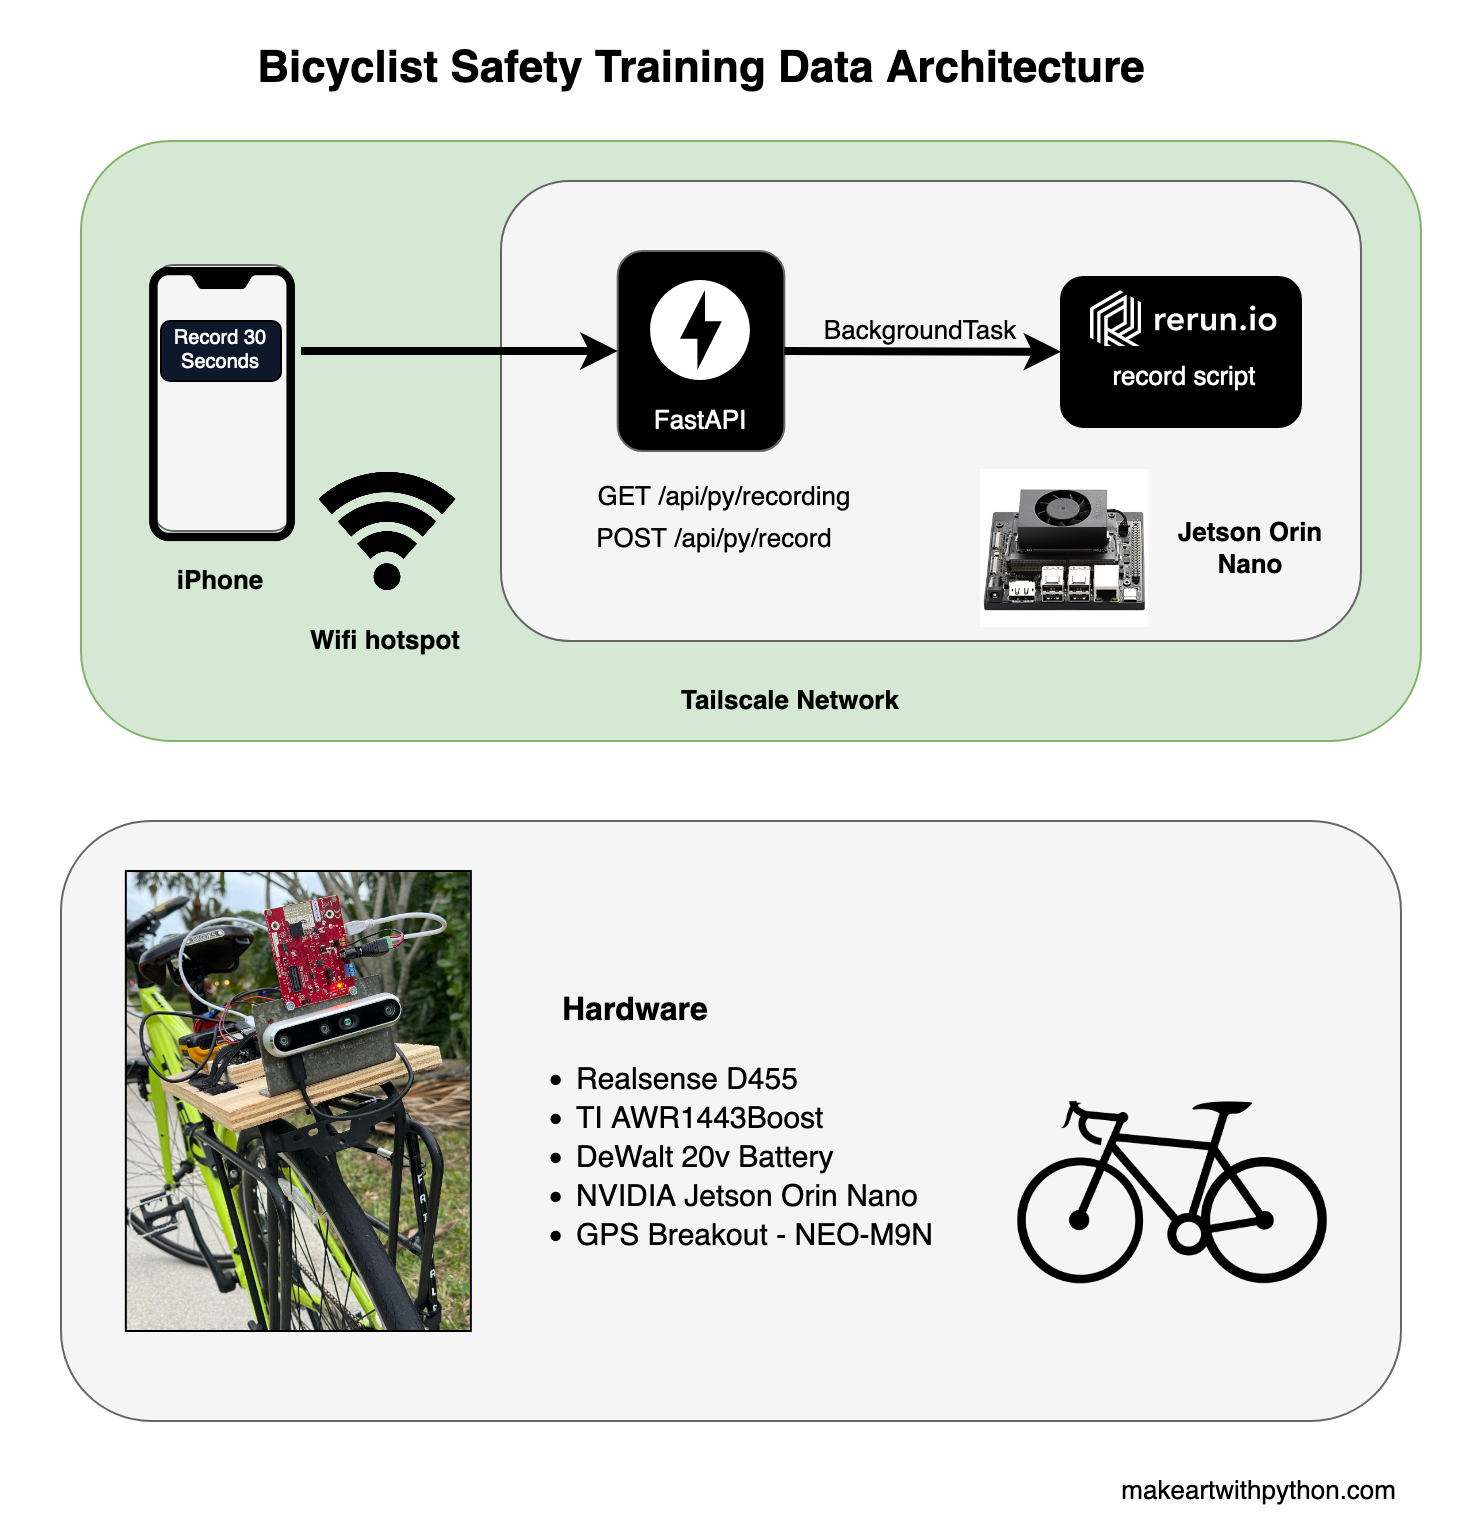 Bicyclist Safety Training Data Architecture
Record 30
Seconds
iPhone
Wifi hotspot
FastAPI
GET /api/py/recording
POST /api/py/record
BackgroundTask
rerun.io
record script
Jetson Orin
Nano
Tailscale Network
Hardware
• Realsense D455
• TI AWR1443Boost
• DeWalt 20v Battery
• NVIDIA Jetson Orin Nano
• GPS Breakout - NEO-M9N
makeartwithpython.com